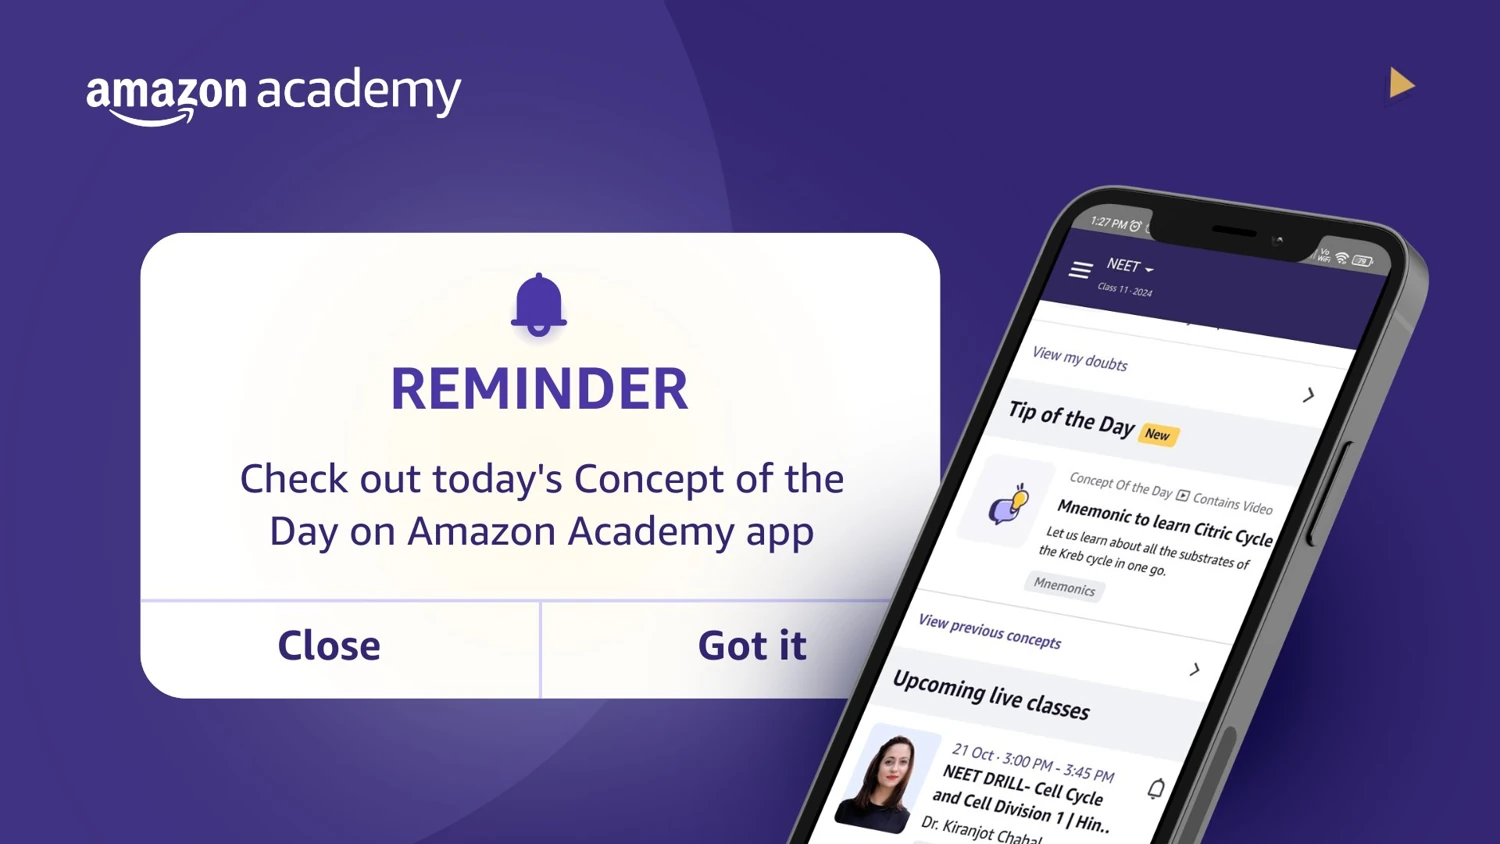 amazon academy
REMINDER
Check out today's Concept of the
Day on Amazon Academy app
Close
Got it
1:27 PM
Vo
WiFi
79
NEET
Class 11-2024
View my doubts
Tip of the Day New
Concept Of the Day Contains Video
Mnemonic to learn Citric Cycle
Let us learn about all the substrates of
the Kreb cycle in one go.
Mnemonics
View previous concepts
Upcoming live classes
21 Oct · 3:00 PM - 3:45 PM
NEET DRILL- Cell Cycle
and Cell Division 1 | Hin..
Dr. Kiranjot Chahal